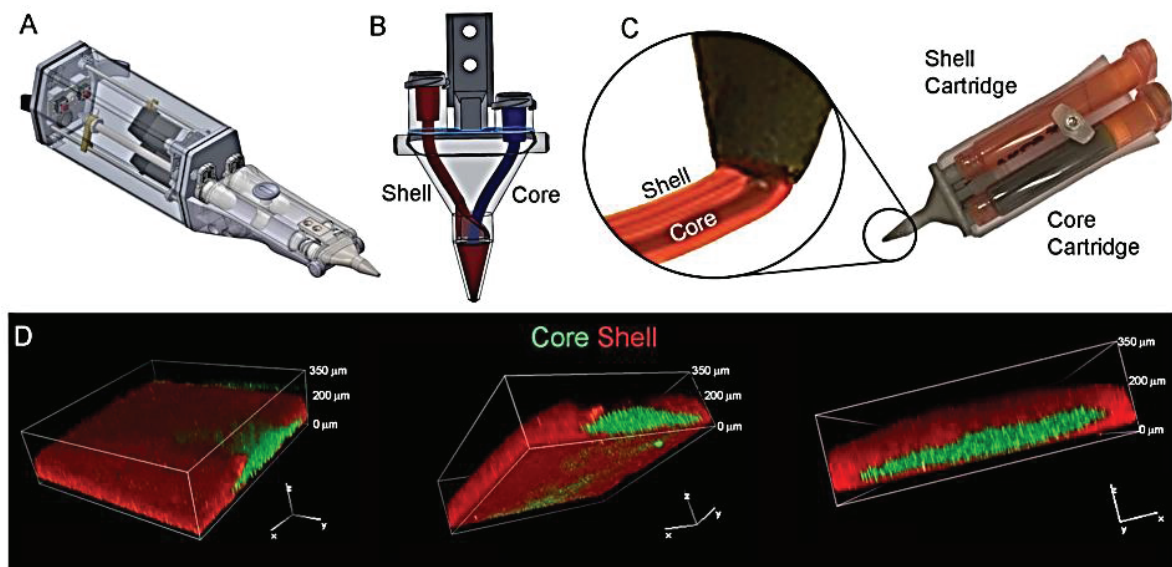 A
B
Shell
Core
C
Shell
Core
Shell
Cartridge
Core
Cartridge
D
Core Shell
350 μm
200 μm
0 μm
z
y
x
350 μm
200 μm
0 μm
z
y
x
350 μm
200 μm
0 μm
z
x
y